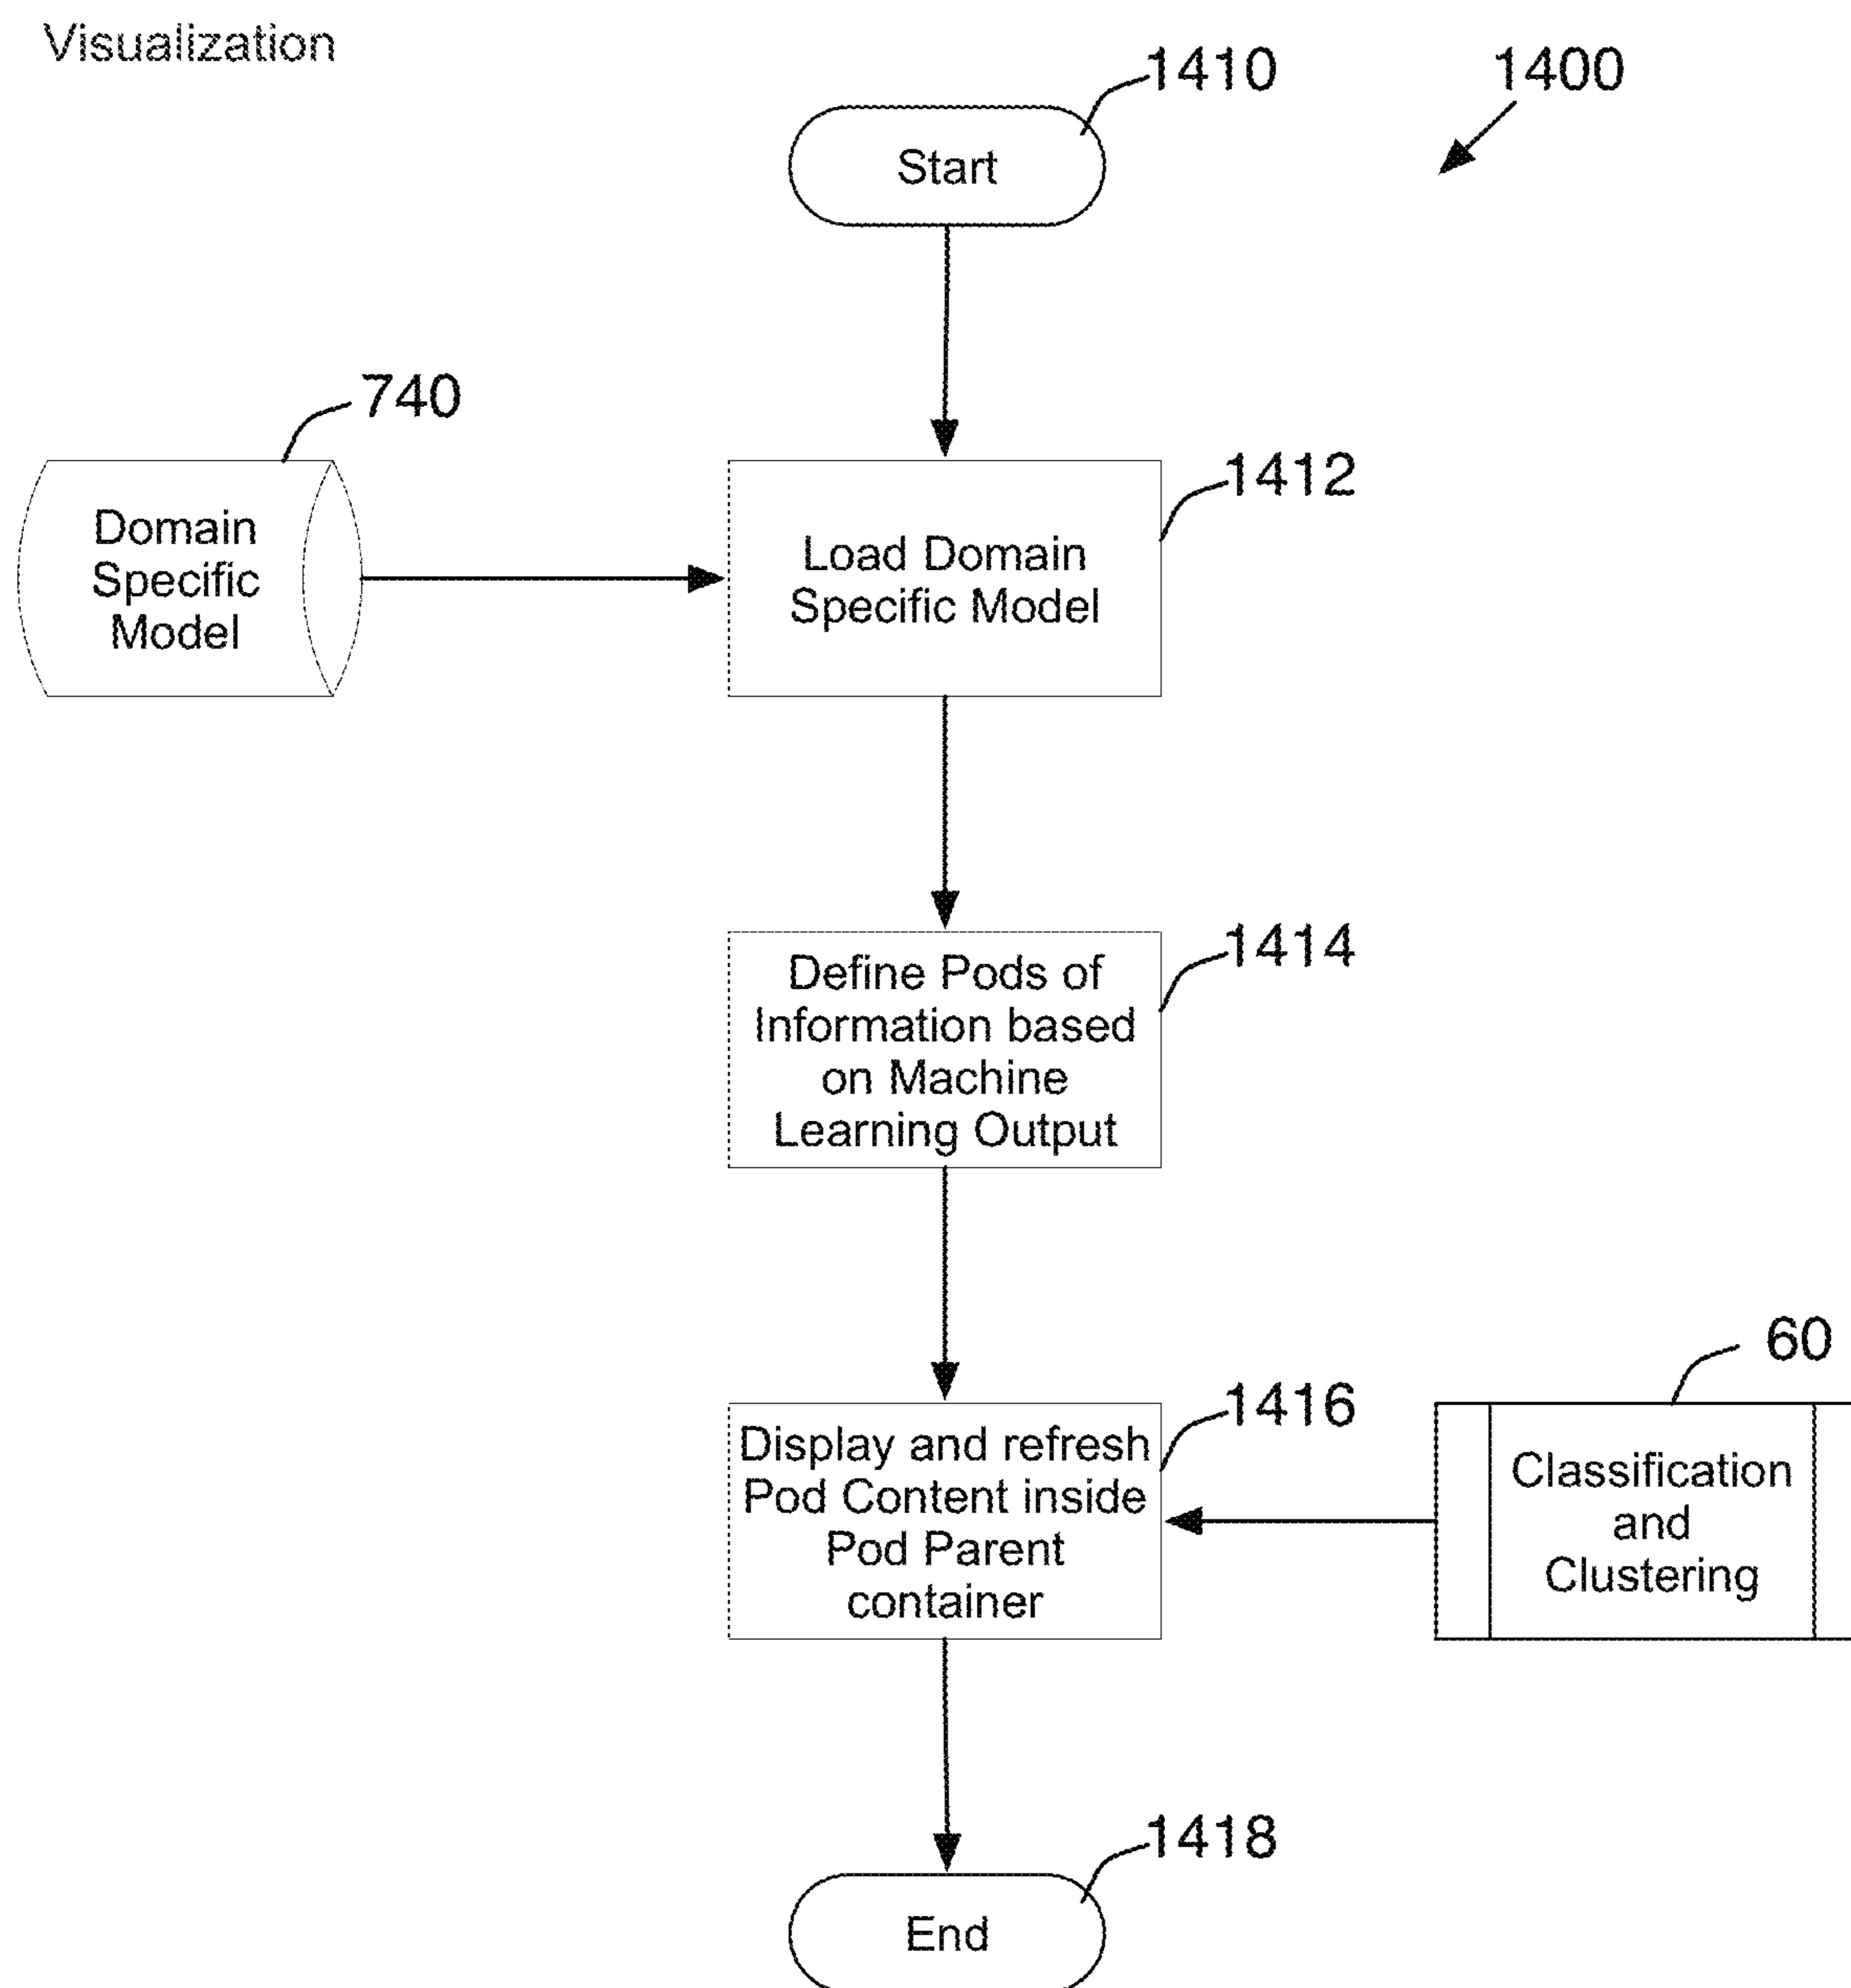 Visualization
1410
1400
Start
740
1412
Domain
Specific
Model
Load Domain
Specific Model
1414
Define Pods of
Information based
on Machine
Learning Output
60
1416
Display and refresh
Pod Content inside
Pod Parent
container
Classification
and
Clustering
1418
End